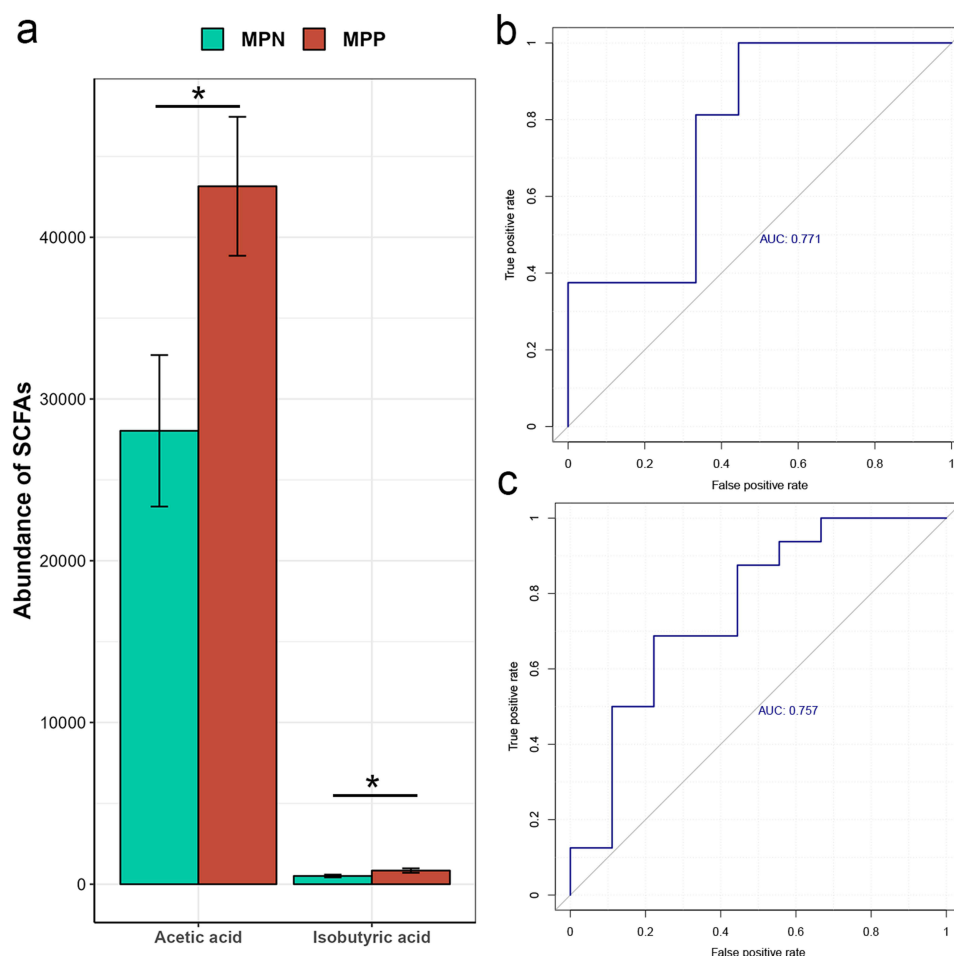 a
MPN MPP
*
*
Abundance of SCFAs
40000
30000
20000
10000
0
Acetic acid Isobutyric acid
b
True positive rate
1
0.8
0.6
0.4
0.2
0
AUC: 0.771
0 0.2 0.4 0.6 0.8 1
False positive rate
c
True positive rate
1
0.8
0.6
0.4
0.2
0
AUC: 0.757
0 0.2 0.4 0.6 0.8 1
False positive rate